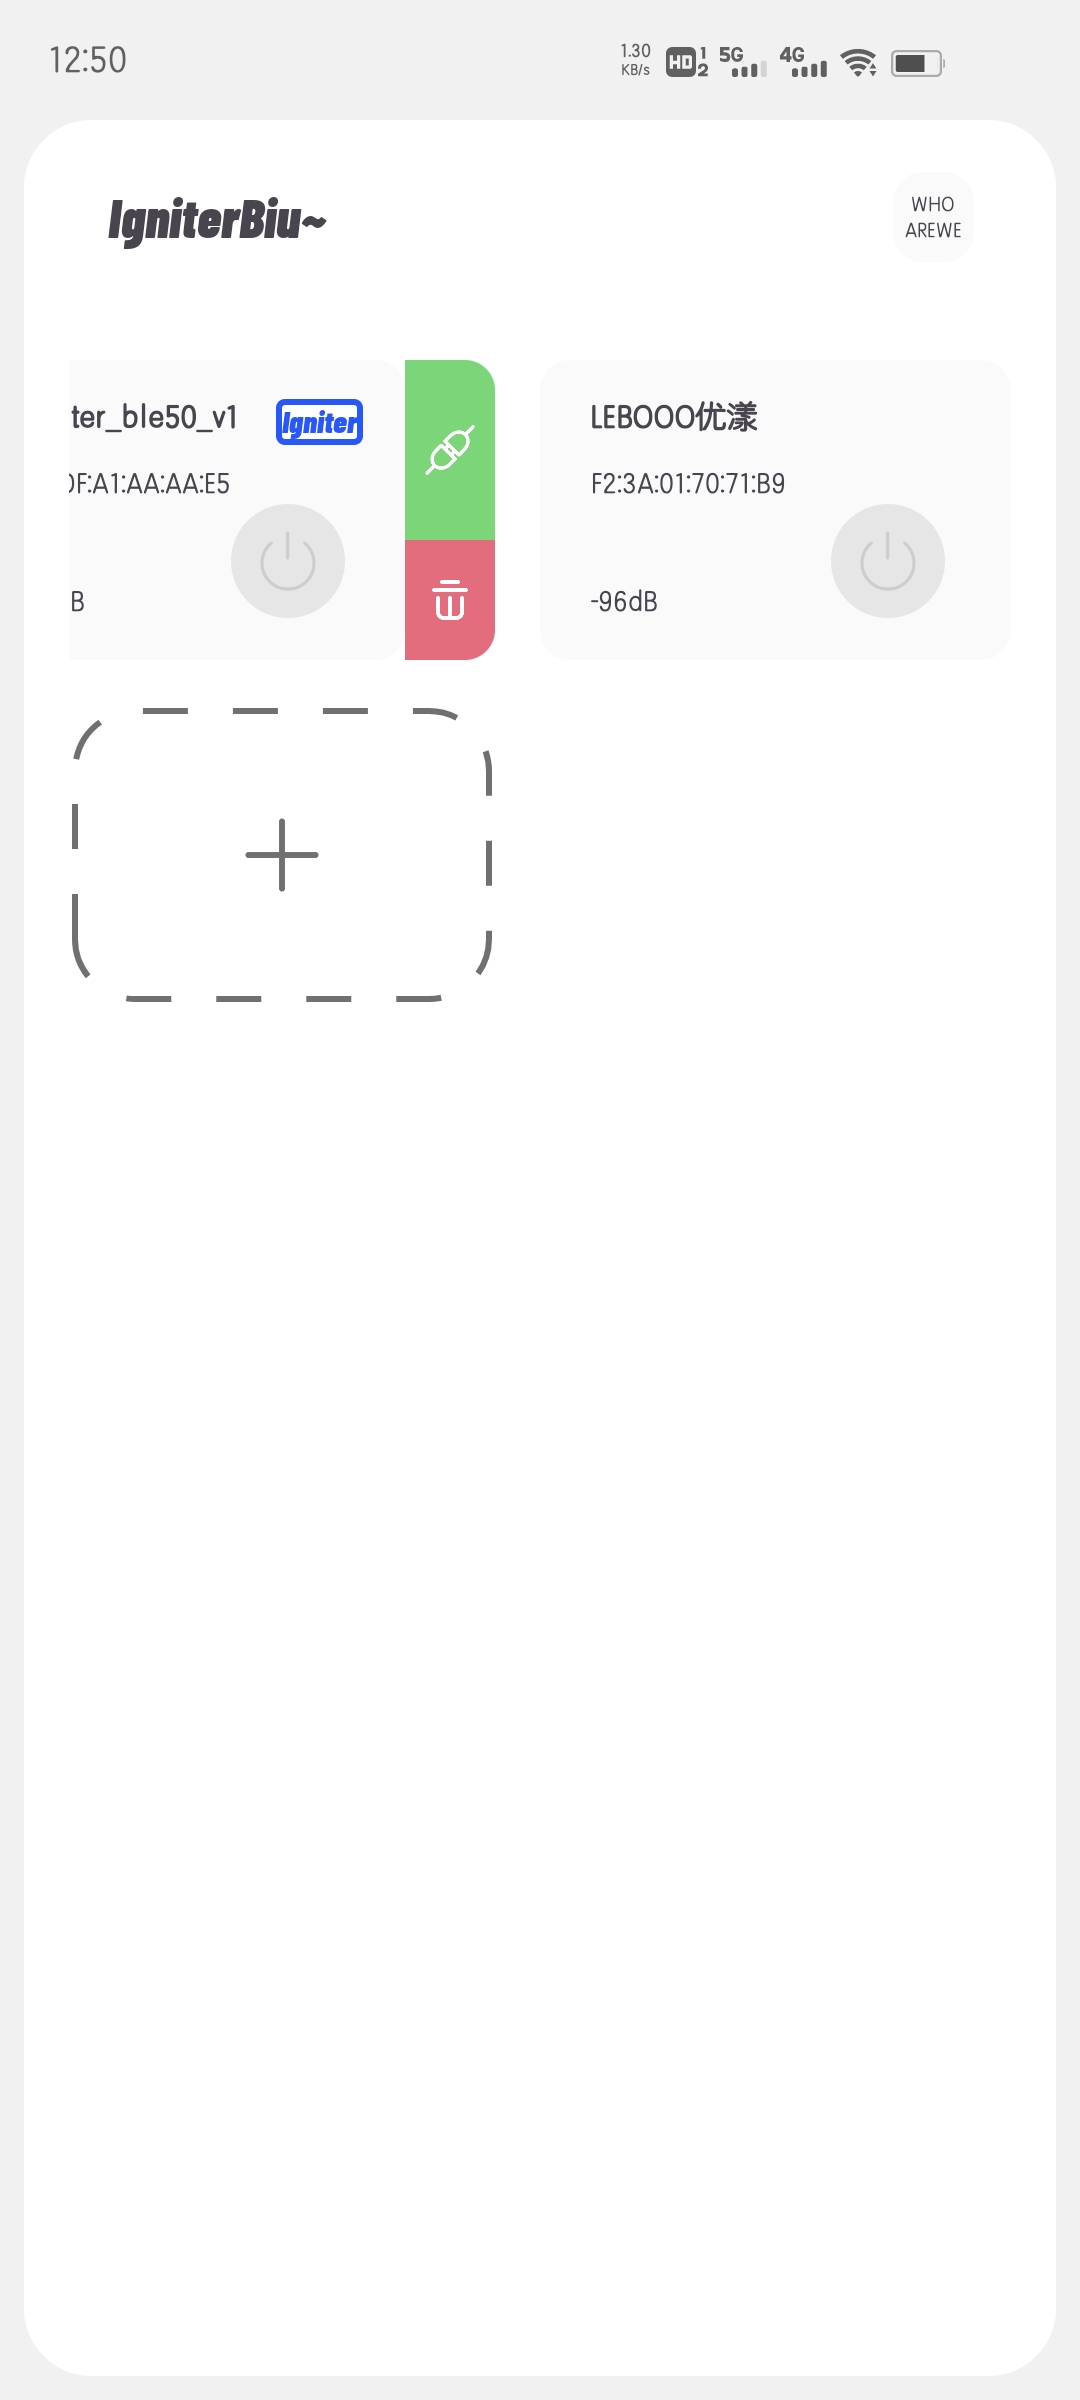 12:50
1.30
KB/s
HD 1 2
5G
4G
IgniterBiu~
WHO
AREWE
ter_ble50_v1
Igniter
LEBOOO优漾
F:A1:AA:AA:E5
F2:3A:01:70:71:B9
B
-96dB